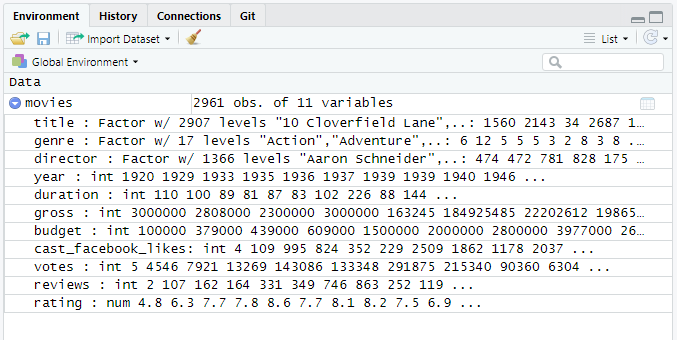 Environment History Connections Git
Import Dataset List
Global Environment
Data
movies 2961 obs. of 11 variables
title : Factor w/ 2907 levels "10 Cloverfield Lane",..: 1560 2143 34 2687 1…
genre : Factor w/ 17 levels "Action","Adventure",..: 6 12 5 5 5 3 2 8 3 8 …
director : Factor w/ 1366 levels "Aaron Schneider",..: 474 472 781 828 175 …
year : int 1920 1929 1933 1935 1936 1937 1939 1939 1940 1946 ...
duration : int 110 100 89 81 87 83 102 226 88 144 ...
gross : int 3000000 2808000 2300000 3000000 163245 184925485 22202612 19865…
budget : int 100000 379000 439000 609000 1500000 2000000 2800000 3977000 26…
cast_facebook_likes: int 4 109 995 824 352 229 2509 1862 1178 2037 ...
votes : int 5 4546 7921 13269 143086 133348 291875 215340 90360 6304 ...
reviews : int 2 107 162 164 331 349 746 863 252 119 ...
rating : num 4.8 6.3 7.7 7.8 8.6 7.7 8.1 8.2 7.5 6.9 ...